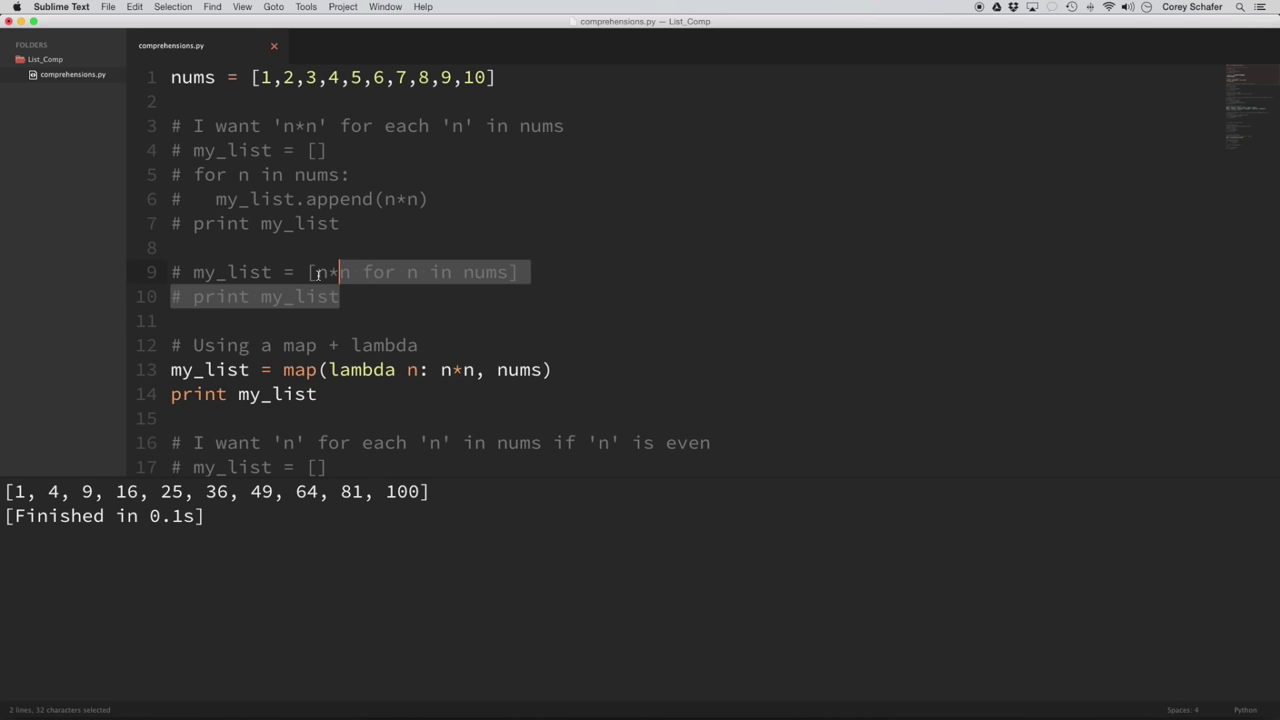 Sublime Text File Edit Selection Find View Goto Tools Project Window Help Corey Schafer
comprehensions.py — List_Comp
FOLDERS
List_Comp
comprehensions.py
comprehensions.py
1 nums = [1,2,3,4,5,6,7,8,9,10]
2
3 # I want 'n*n' for each 'n' in nums
4 # my_list = []
5 # for n in nums:
6 #   my_list.append(n*n)
7 # print my_list
8
9 # my_list = [n*n for n in nums]
10 # print my_list
11
12 # Using a map + lambda
13 my_list = map(lambda n: n*n, nums)
14 print my_list
15
16 # I want 'n' for each 'n' in nums if 'n' is even
17 # my_list = []
[1, 4, 9, 16, 25, 36, 49, 64, 81, 100]
[Finished in 0.1s]
2 lines, 32 characters selected Spaces: 4 Python